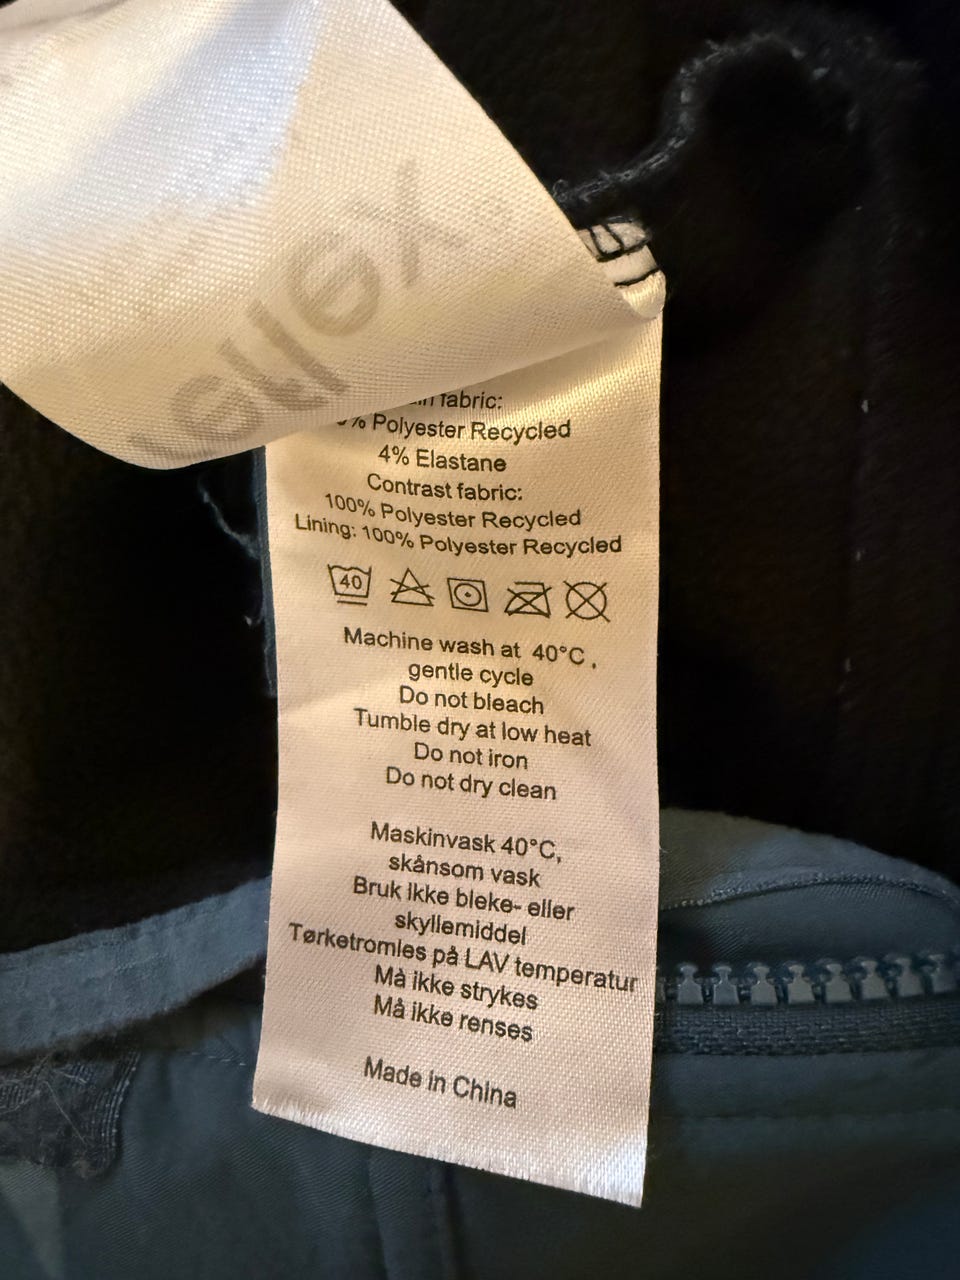 fabric:
% Polyester Recycled
4% Elastane
Contrast fabric:
100% Polyester Recycled
Lining: 100% Polyester Recycled
40
Machine wash at 40°C,
gentle cycle
Do not bleach
Tumble dry at low heat
Do not iron
Do not dry clean
Maskinvask 40°C,
skånsom vask
Bruk ikke bleke- eller
skyllemiddel
Tørketromles på LAV temperatur
Må ikke strykes
Må ikke renses
Made in China